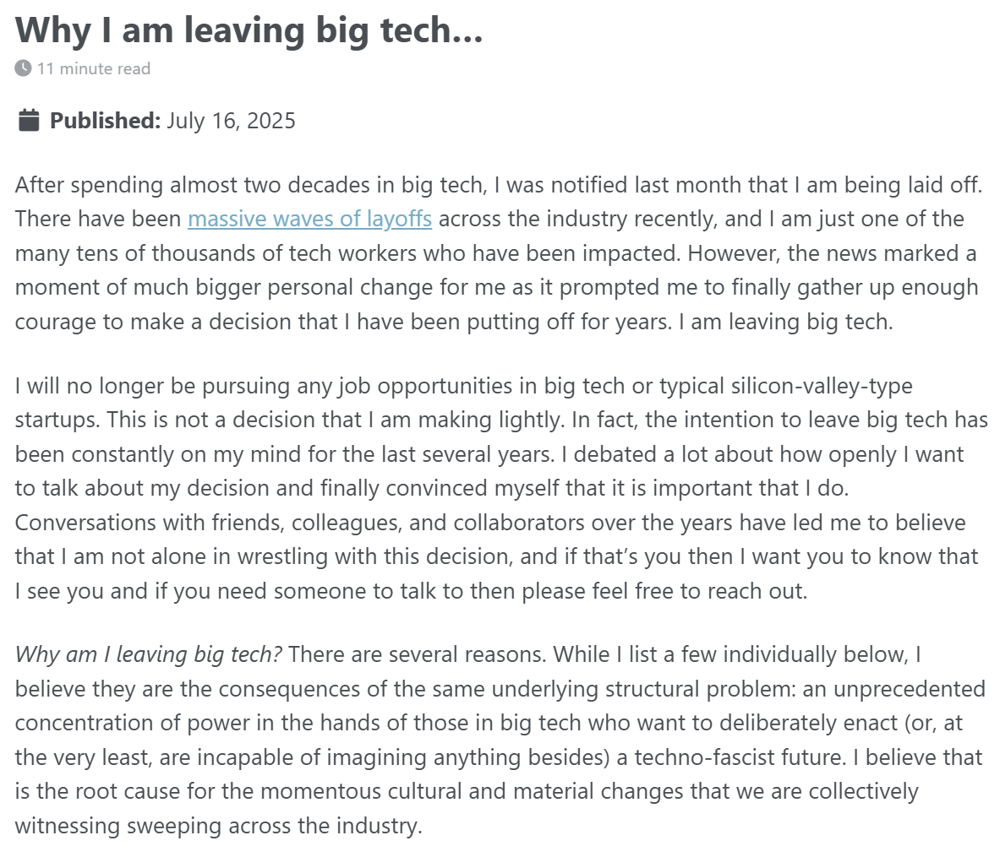 Why I am leaving big tech…
11 minute read
Published: July 16, 2025
After spending almost two decades in big tech, I was notified last month that I am being laid off.
There have been massive waves of layoffs across the industry recently, and I am just one of the
many tens of thousands of tech workers who have been impacted. However, the news marked a
moment of much bigger personal change for me as it prompted me to finally gather up enough
courage to make a decision that I have been putting off for years. I am leaving big tech.
I will no longer be pursuing any job opportunities in big tech or typical silicon-valley-type
startups. This is not a decision that I am making lightly. In fact, the intention to leave big tech has
been constantly on my mind for the last several years. I debated a lot about how openly I want
to talk about my decision and finally convinced myself that it is important that I do.
Conversations with friends, colleagues, and collaborators over the years have led me to believe
that I am not alone in wrestling with this decision, and if that’s you then I want you to know that
I see you and if you need someone to talk to then please feel free to reach out.
Why am I leaving big tech? There are several reasons. While I list a few individually below, I
believe they are the consequences of the same underlying structural problem: an unprecedented
concentration of power in the hands of those in big tech who want to deliberately enact (or, at
the very least, are incapable of imagining anything besides) a techno-fascist future. I believe that
is the root cause for the momentous cultural and material changes that we are collectively
witnessing sweeping across the industry.